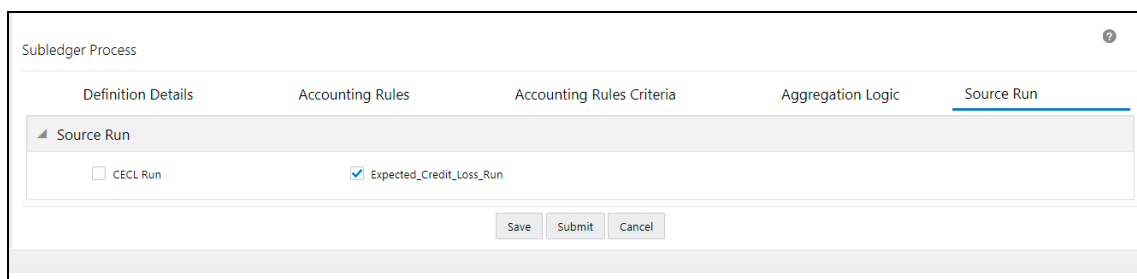 ?
Subledger Process
Definition Details Accounting Rules Accounting Rules Criteria Aggregation Logic Source Run
Source Run
CECL Run Expected_Credit_Loss_Run
Save Submit Cancel